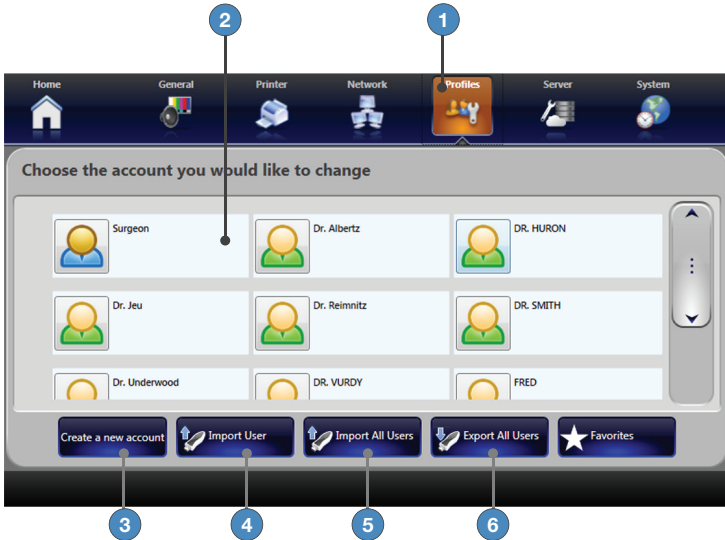 2 1
Home General Printer Network Profiles Server System
Choose the account you would like to change
Surgeon Dr. Albertz DR. HURON
Dr. Jeu Dr. Reimnitz DR. SMITH
Dr. Underwood DR. VURDY FRED
Create a new account Import User Import All Users Export All Users Favorites
3 4 5 6